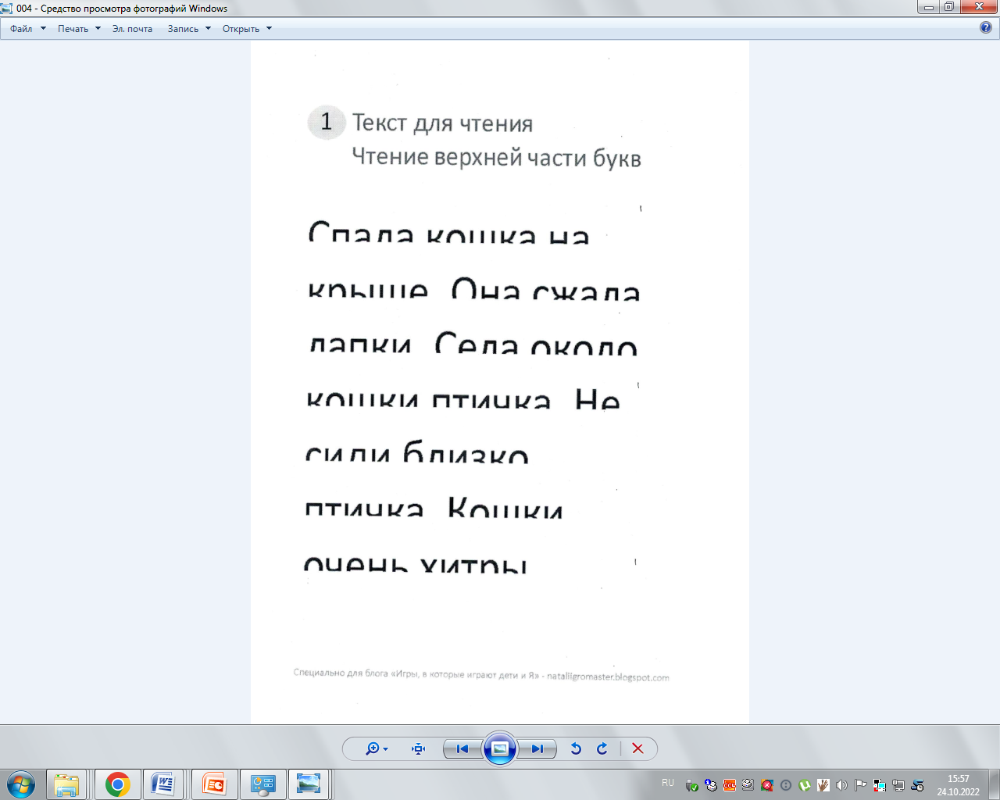 004 - Средство просмотра фотографий Windows
Файл Печать Эл. почта Запись Открыть
1 Текст для чтения
Чтение верхней части букв
Спала кошка на
крыше. Она сжала
лапки. Села около
кошки птичка. Не
сиди близко
птичка. Кошки
очень хитры
Специально для блога «Игры, в которые играют дети и Я» - nataliigromaster.blogspot.com
RU
15:57
24.10.2022